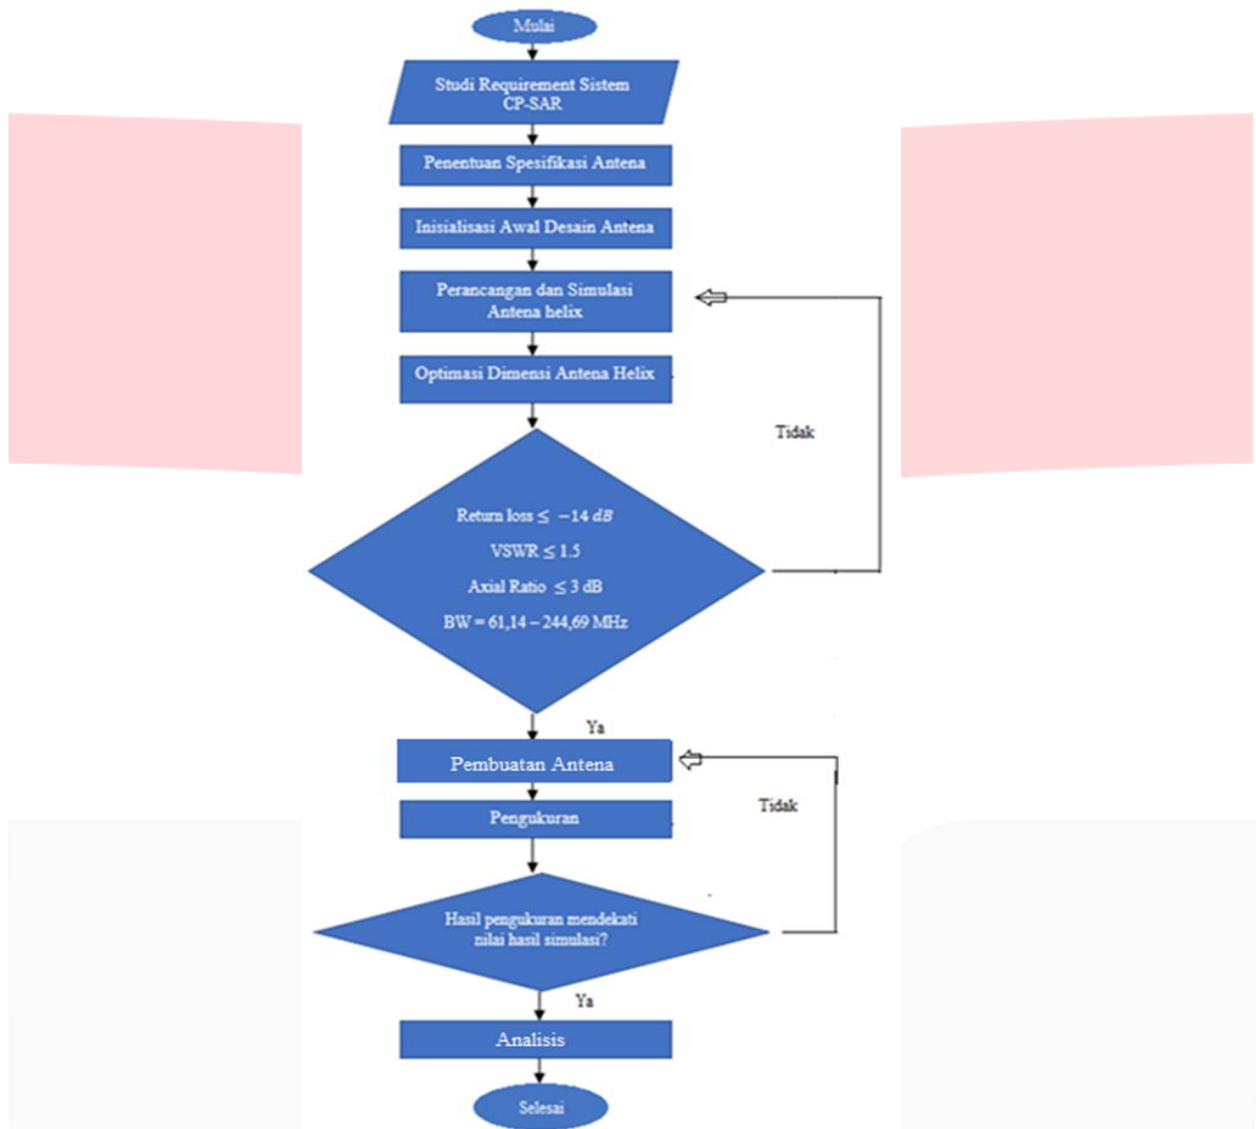 Mulai
Studi Requirement Sistem
CP-SAR
Penentuan Spesifikasi Antena
Inisialisasi Awal Desain Antena
Perancangan dan Simulasi
Antena helix
Optimasi Dimensi Antena Helix
Tidak
Return loss ≤ −14 dB
VSWR ≤ 1.5
Axial Ratio ≤ 3 dB
BW = 61,14 – 244,69 MHz
Ya
Pembuatan Antena
Tidak
Pengukuran
Hasil pengukuran mendekati
nilai hasil simulasi?
Ya
Analisis
Selesai